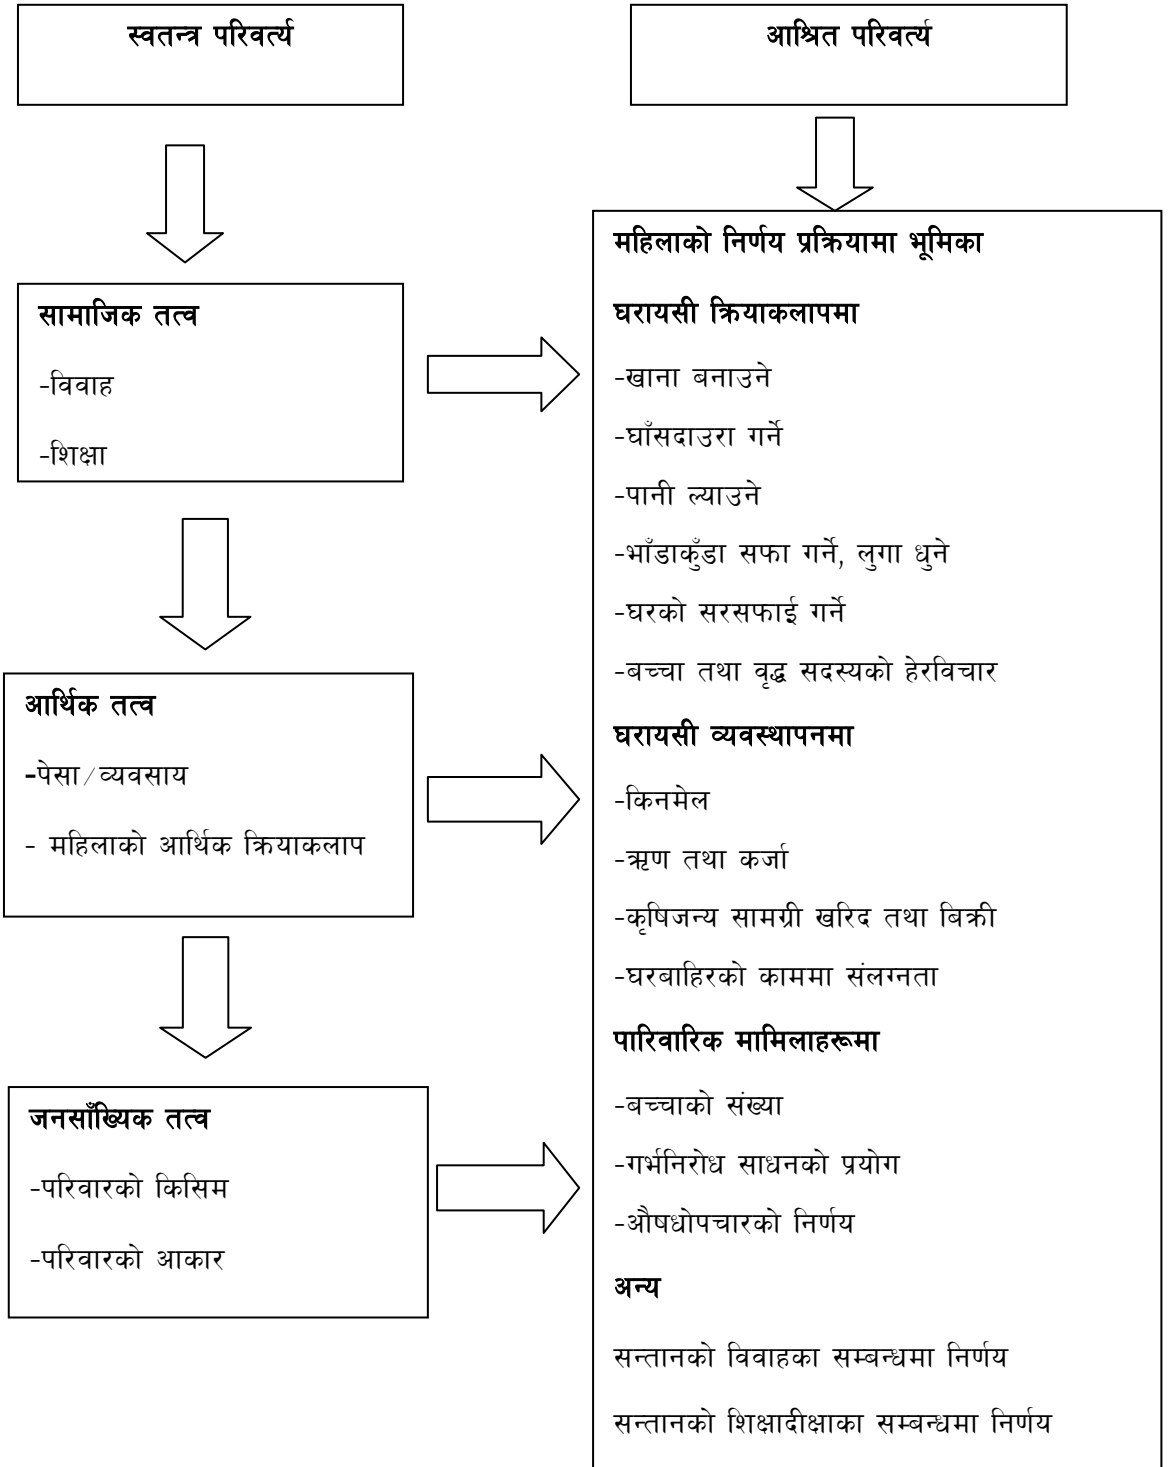 स्वतन्त्र परिवर्त्य
सामाजिक तत्व
-विवाह
-शिक्षा
आर्थिक तत्व
-पेसा/व्यवसाय
- महिलाको आर्थिक क्रियाकलाप
जनसाँख्यिक तत्व
-परिवारको किसिम
-परिवारको आकार
आश्रित परिवर्त्य
महिलाको निर्णय प्रक्रियामा भूमिका
घरायसी क्रियाकलापमा
-खाना बनाउने
-घाँसदाउरा गर्ने
-पानी ल्याउने
-भाँडाकुँडा सफा गर्ने, लुगा धुने
-घरको सरसफाई गर्ने
-बच्चा तथा वृद्ध सदस्यको हेरविचार
घरायसी व्यवस्थापनमा
-किनमेल
-ऋण तथा कर्जा
-कृषिजन्य सामग्री खरिद तथा बिक्री
-घरबाहिरको काममा संलग्नता
पारिवारिक मामिलाहरूमा
-बच्चाको संख्या
-गर्भनिरोध साधनको प्रयोग
-औषधोपचारको निर्णय
अन्य
सन्तानको विवाहका सम्बन्धमा निर्णय
सन्तानको शिक्षादीक्षाका सम्बन्धमा निर्णय